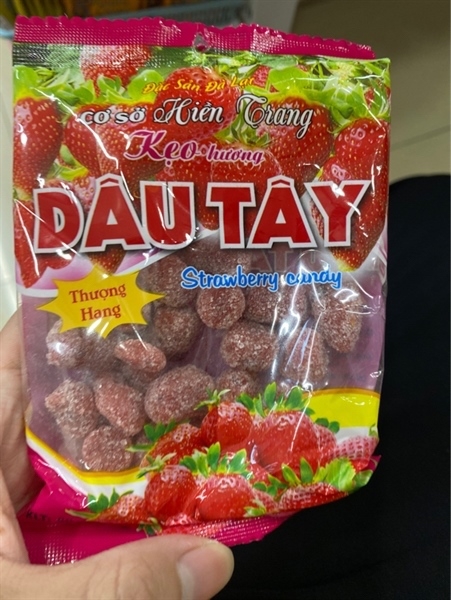 Đặc Sản Đà Lạt
CƠ SỞ Hiền Trang
Kẹo hương
DÂU TÂY
Strawberry candy
Thượng
Hạng